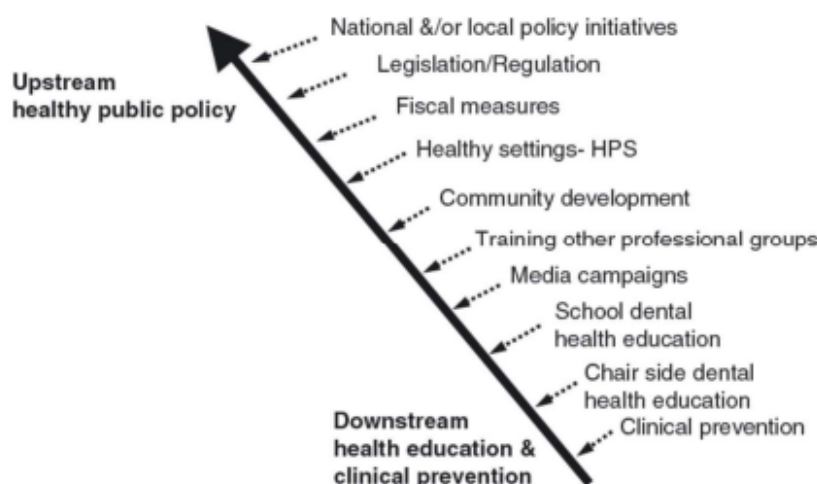 National &/or local policy initiatives
Legislation/Regulation
Upstream
healthy public policy
Fiscal measures
Healthy settings- HPS
Community development
Training other professional groups
Media campaigns
School dental
health education
Chair side dental
health education
Downstream
health education &
clinical prevention
Clinical prevention